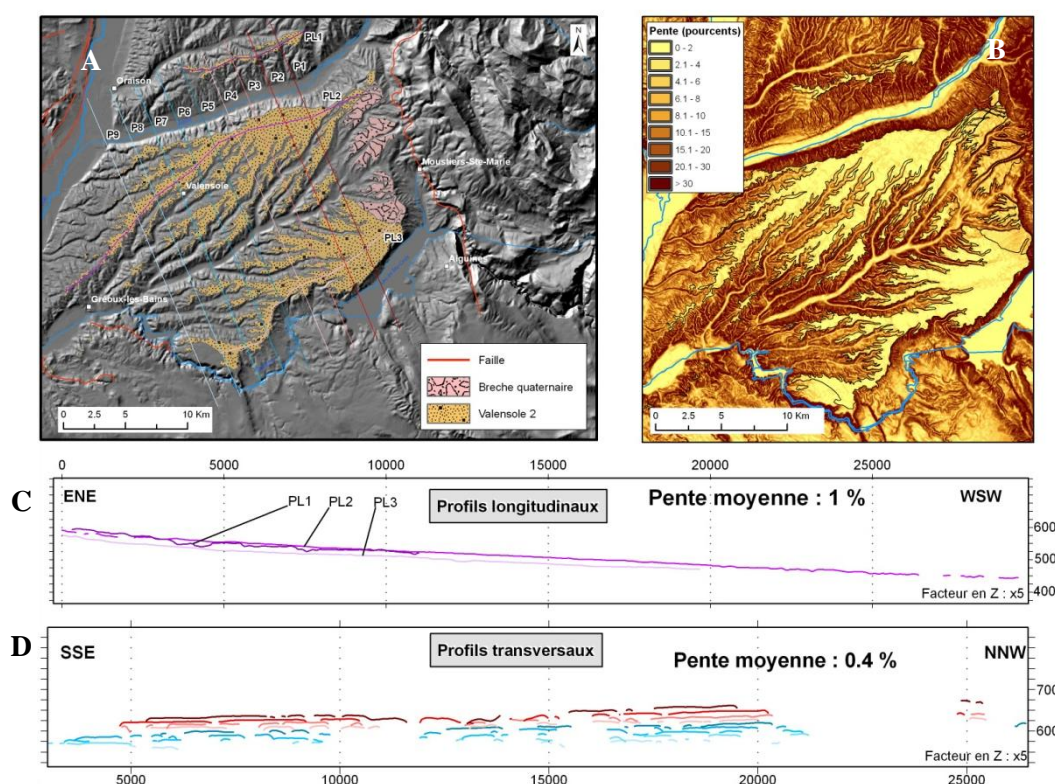 A
N
PL1
Oraison
P1
P2
P3
P4
P5
P6
P7
P8
P9
PL2
Valensole
Moustiers-Ste-Marie
PL3
Aiguines
Gréoux-les-Bains
Faille
Breche quaternaire
Valensole 2
0 2.5 5 10 Km
B
Pente (pourcents)
0 - 2
2.1 - 4
4.1 - 6
6.1 - 8
8.1 - 10
10.1 - 15
15.1 - 20
20.1 - 30
> 30
0 2.5 5 10 Km
0 5000 10000 15000 20000 25000
C
ENE
PL1
PL2
PL3
Profils longitudinaux
Pente moyenne : 1 %
WSW
600
500
400
Facteur en Z : x5
D
SSE
Profils transversaux
Pente moyenne : 0.4 %
NNW
700
600
Facteur en Z : x5
5000 10000 15000 20000 25000